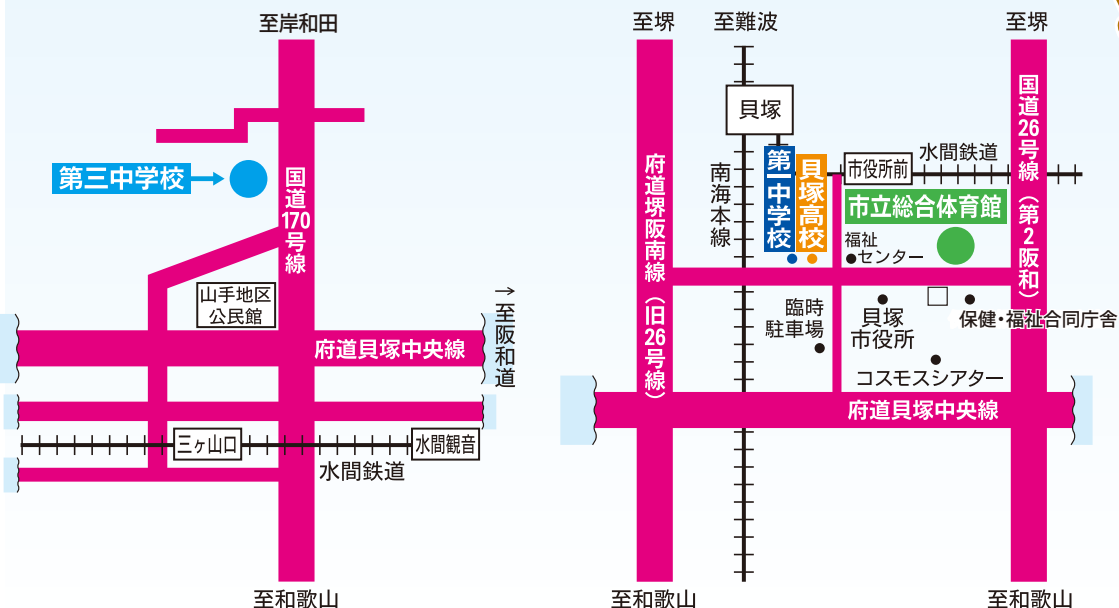 至岸和田
第三中学校
国道170号線
山手地区
公民館
→至阪和道
府道貝塚中央線
三ヶ山口
水間観音
水間鉄道
至和歌山
至堺
至難波
至堺
貝塚
府道堺阪南線(旧26号線)
南海本線
第一中学校
貝塚高校
市役所前
水間鉄道
国道26号線(第2阪和)
市立総合体育館
福祉
センター
臨時
駐車場
貝塚
市役所
保健・福祉合同庁舎
コスモスシアター
府道貝塚中央線
至和歌山
至和歌山